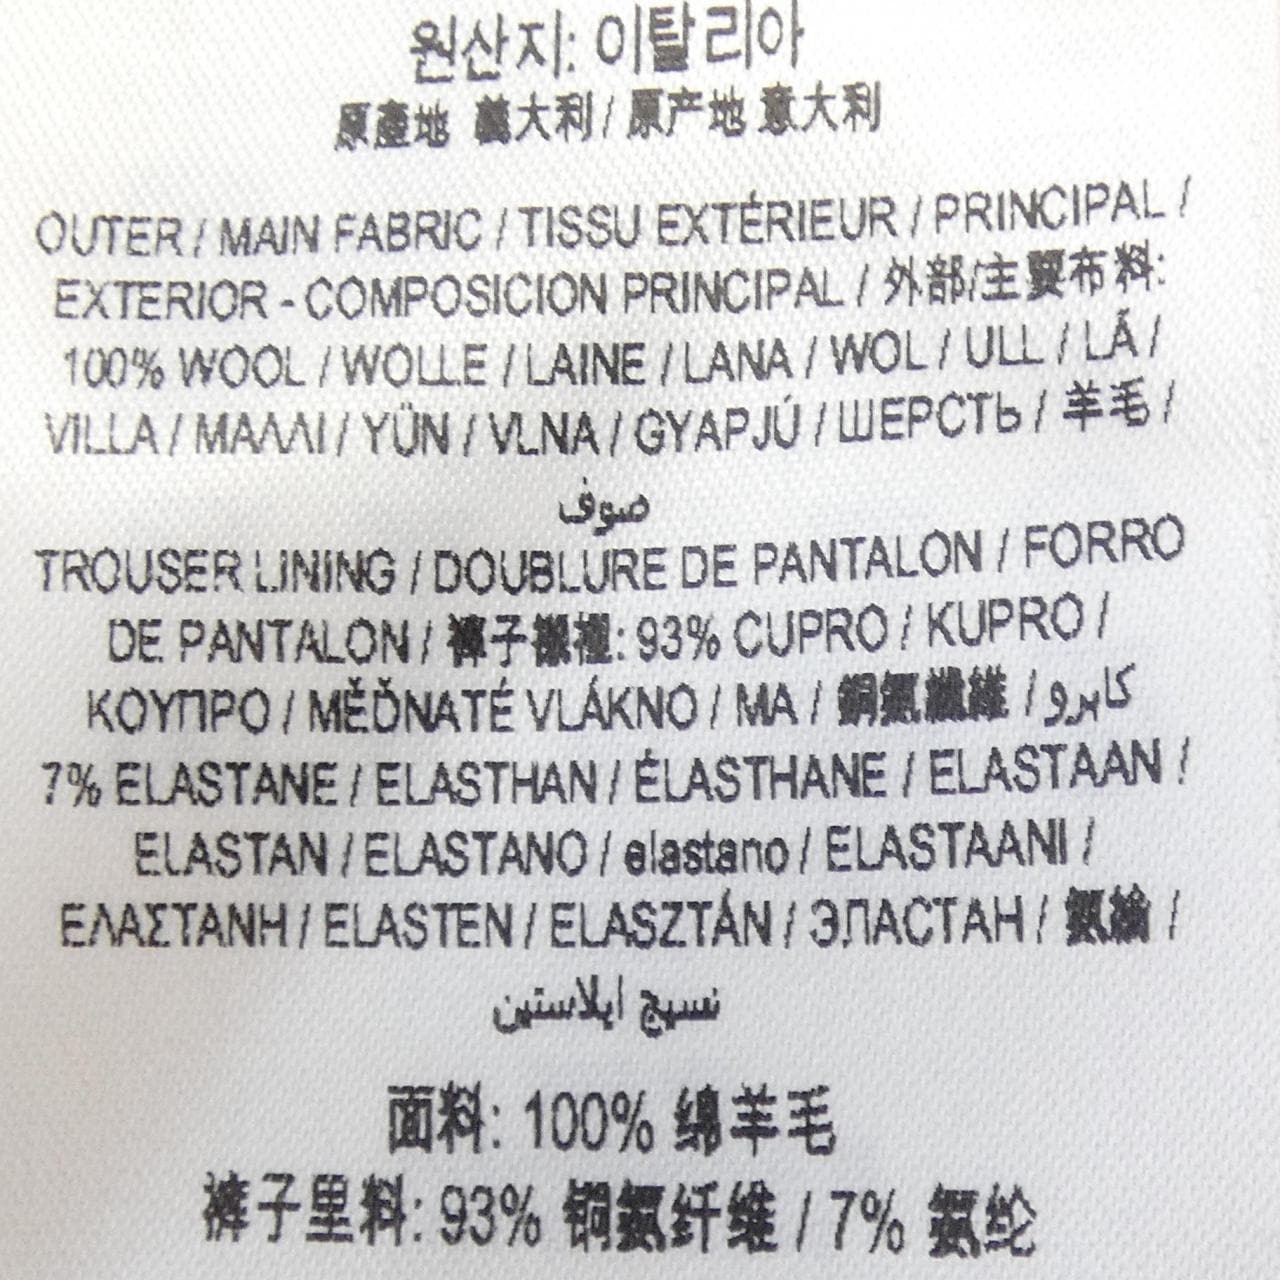 원산지: 이탈리아
原產地 義大利 / 原产地 意大利
OUTER / MAIN FABRIC / TISSU EXTÉRIEUR / PRINCIPAL /
EXTERIOR - COMPOSICION PRINCIPAL / 外部/主要布料:
100% WOOL / WOLLE / LAINE / LANA / WOL / ULL / LÃ /
VILLA / ΜΑΛΛΙ / YÜN / VLNA / GYAPJÚ / ШЕРСТЬ / 羊毛 /
صوف
TROUSER LINING / DOUBLURE DE PANTALON / FORRO
DE PANTALON / 褲子襯裡: 93% CUPRO / KUPRO /
ΚΟΥΠΡΟ / MĚĎNATÉ VLÁKNO / MA / 銅氨纖維 / كابرو
7% ELASTANE / ELASTHAN / ÉLASTHANE / ELASTAAN /
ELASTAN / ELASTANO / elastano / ELASTAANI /
ΕΛΑΣΤΑΝΗ / ELASTEN / ELASZTÁN / ЭЛАСТАН / 氨綸 /
نسيج ايلاستين
面料: 100% 绵羊毛
裤子里料: 93% 铜氨纤维 / 7% 氨纶